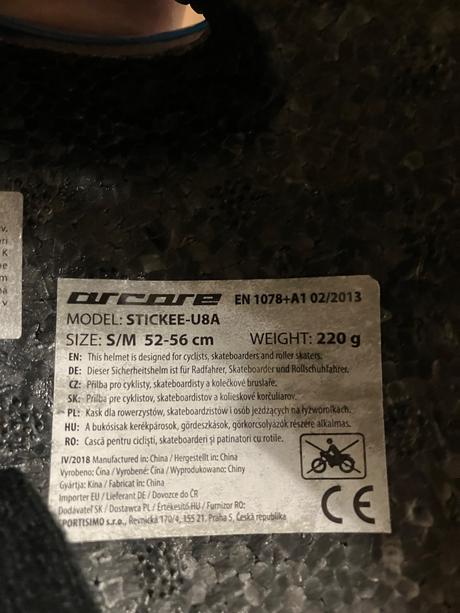 arcore EN 1078+A1 02/2013
MODEL: STICKEE-U8A
SIZE: S/M 52-56 cm WEIGHT: 220 g
EN: This helmet is designed for cyclists, skateboarders and roller skaters.
DE: Dieser Sicherheitshelm ist für Radfahrer, Skateboarder und Rollschuhfahrer.
CZ: Přilba pro cyklisty, skateboardisty a kolečkové bruslaře.
SK: Prilba pre cyklistov, skateboardistov a kolieskové korčuliarov.
PL: Kask dla rowerzystów, skateboardzistów i osób jeżdżących na łyżworolkach.
HU: A bukósisak kerékpárosok, gördeszkások, görkorcsolyázók részére alkalmas.
RO: Cască pentru cicliști, skateboarderi și patinatori cu rotile.
IV/2018 Manufactured in: China / Hergestellt in: China
Vyrobeno: Čína / Vyrobené: Čína / Wyprodukowano: Chiny
Gyártja: Kína / Fabricat in: China
Importer EU / Lieferant DE / Dovozce do ČR
Dodávateľ SK / Dostawca PL / Értékesítő HU / Furnizor RO:
SPORTISIMO s.r.o., Řevnická 170/4, 155 21, Praha 5, Česká republika
CE